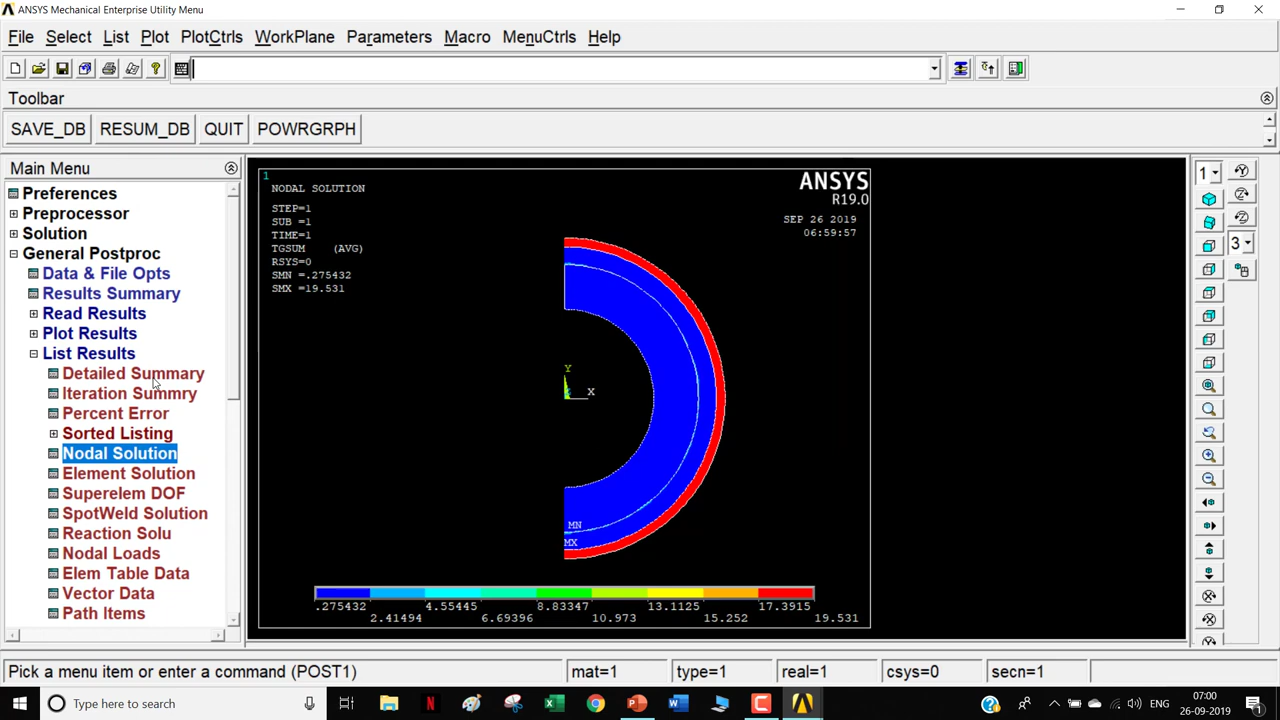 ANSYS Mechanical Enterprise Utility Menu
File Select List Plot PlotCtrls WorkPlane Parameters Macro MenuCtrls Help
Toolbar
SAVE_DB RESUM_DB QUIT POWRGRPH
Main Menu
Preferences
Preprocessor
Solution
General Postproc
Data & File Opts
Results Summary
Read Results
Plot Results
List Results
Detailed Summary
Iteration Summry
Percent Error
Sorted Listing
Nodal Solution
Element Solution
Superelem DOF
SpotWeld Solution
Reaction Solu
Nodal Loads
Elem Table Data
Vector Data
Path Items
1
NODAL SOLUTION
STEP=1
SUB =1
TIME=1
TGSUM (AVG)
RSYS=0
SMN =.275432
SMX =19.531
ANSYS
R19.0
SEP 26 2019
06:59:57
Y
X
MN
MX
.275432 4.55445 8.83347 13.1125 17.3915
2.41494 6.69396 10.973 15.252 19.531
1
3
Pick a menu item or enter a command (POST1) mat=1 type=1 real=1 csys=0 secn=1
Type here to search
ENG
07:00
26-09-2019
1